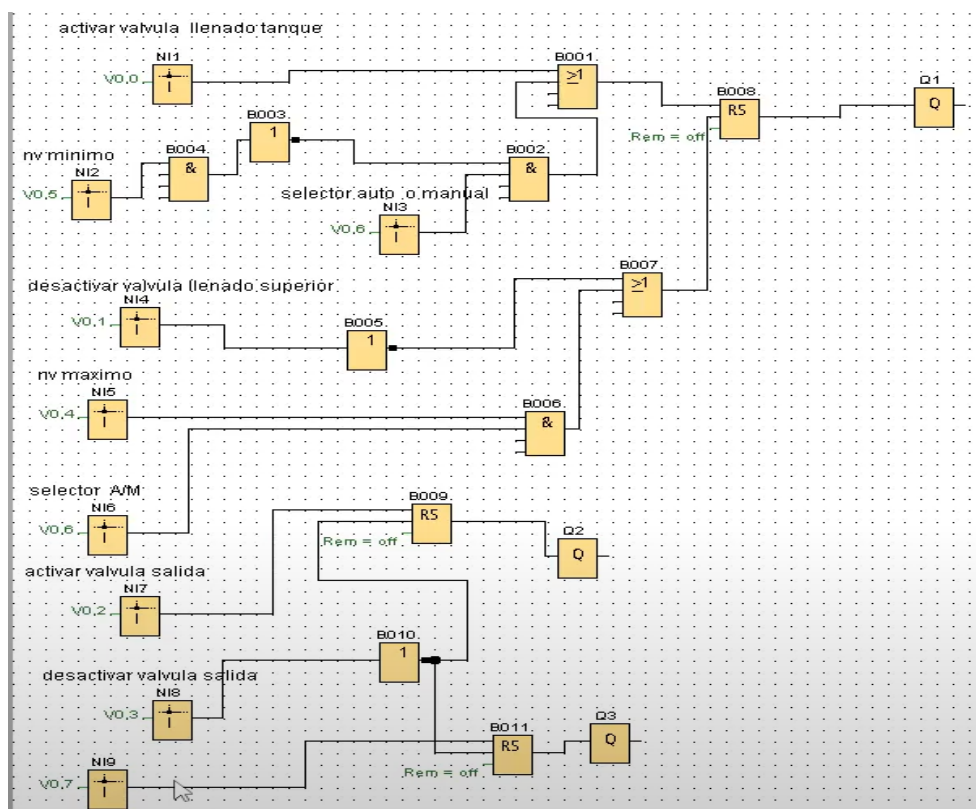 activar valvula llenado tanque
NI1
V0,0
I
B001
≥1
Q1
Q
B008
RS
Rem = off
B003
1
nv minimo
B004
&
B002
&
NI2
V0,5
I
selector auto o manual
NI3
V0,6
I
B007
≥1
desactivar valvula llenado superior
NI4
V0,1
I
B005
1
nv maximo
NI5
V0,4
I
B006
&
selector A/M
NI6
V0,6
I
B009
RS
Rem = off
Q2
Q
activar valvula salida
NI7
V0,2
I
B010
1
desactivar valvula salida
NI8
V0,3
I
B011
RS
Rem = off
Q3
Q
NI9
V0,7
I